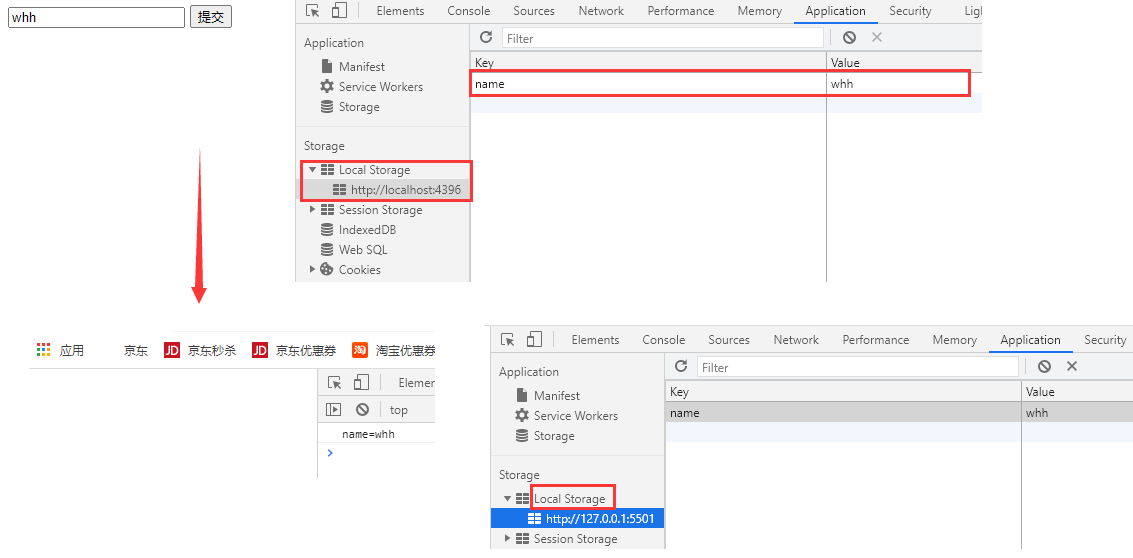 whh 提交
Elements Console Sources Network Performance Memory Application Security
Application
Manifest
Service Workers
Storage
Storage
Local Storage
http://localhost:4396
Session Storage
IndexedDB
Web SQL
Cookies
Filter
Key Value
name whh
应用 京东 JD 京东秒杀 JD 京东优惠券 淘 淘宝优惠券
top
name=whh
Elements Console Sources Network Performance Memory Application Security
Application
Manifest
Service Workers
Storage
Storage
Local Storage
http://127.0.0.1:5501
Session Storage
Filter
Key Value
name whh